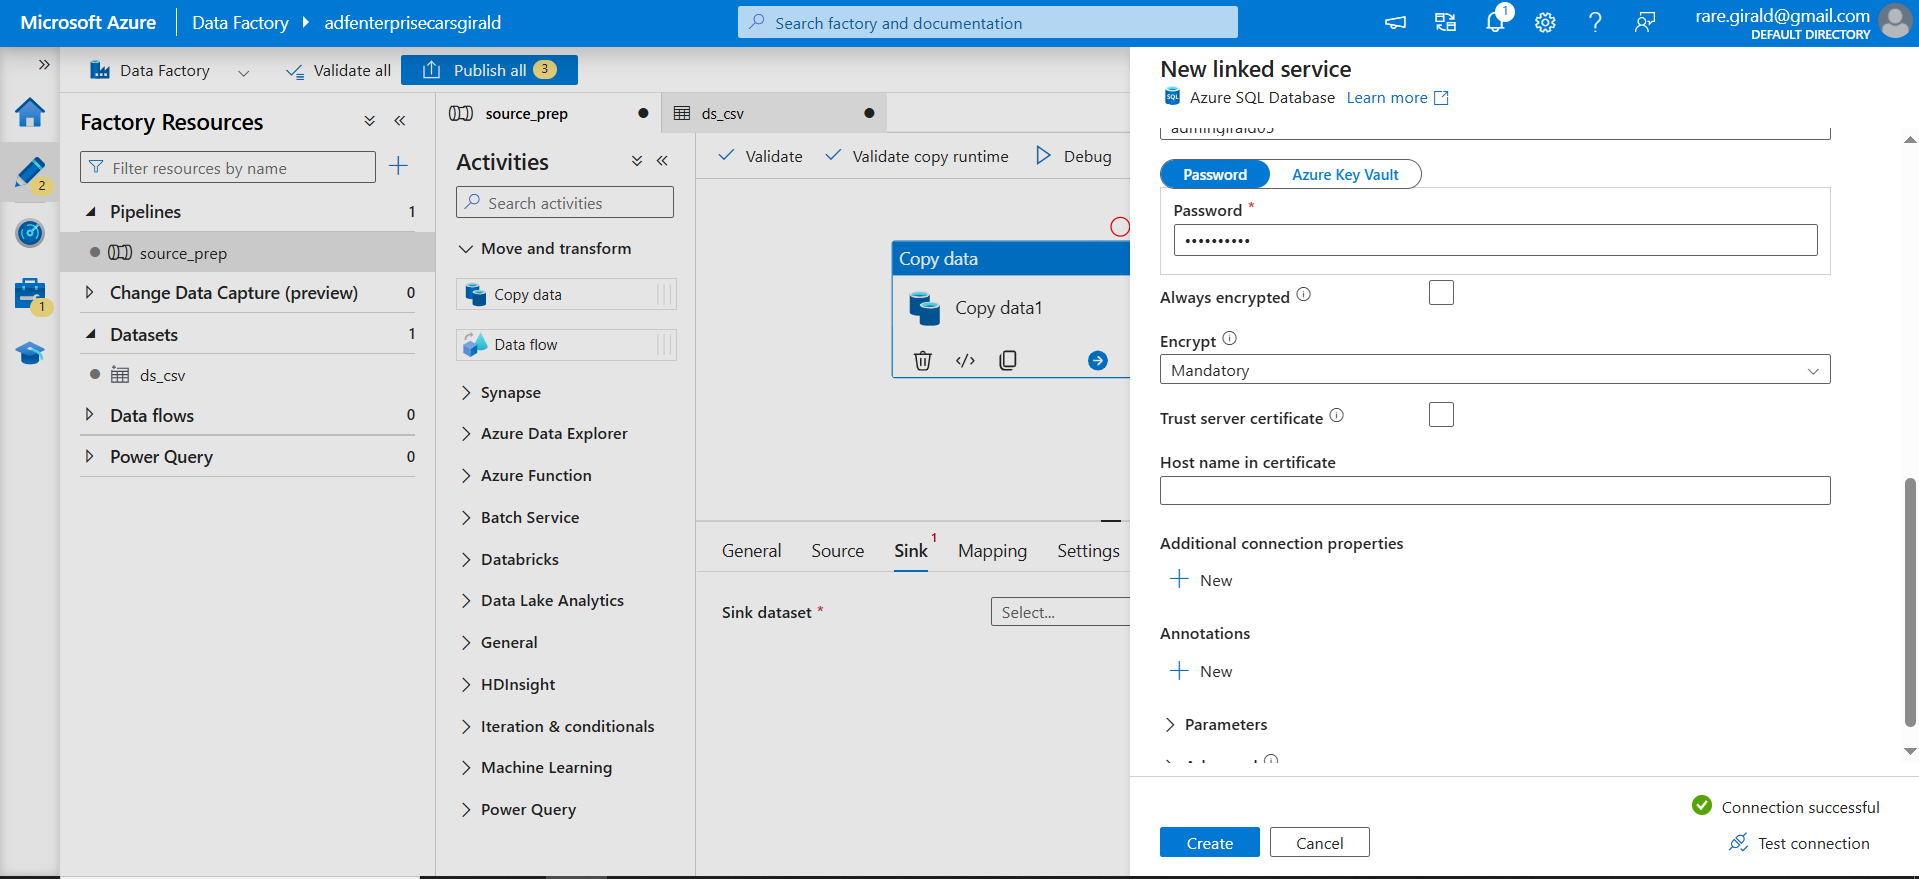 Microsoft Azure
Data Factory
adfenterprisecarsgirald
Search factory and documentation
1
rare.girald@gmail.com
DEFAULT DIRECTORY
Data Factory
Validate all
Publish all 3
2
1
Factory Resources
Filter resources by name
Pipelines 1
source_prep
Change Data Capture (preview) 0
Datasets 1
ds_csv
Data flows 0
Power Query 0
source_prep
ds_csv
Activities
Search activities
Move and transform
Copy data
Data flow
Synapse
Azure Data Explorer
Azure Function
Batch Service
Databricks
Data Lake Analytics
General
HDInsight
Iteration & conditionals
Machine Learning
Power Query
Validate
Validate copy runtime
Debug
Copy data
Copy data1
General
Source
Sink 1
Mapping
Settings
Sink dataset *
Select...
New linked service
Azure SQL Database Learn more
Password
Azure Key Vault
Password *
••••••••••
Always encrypted
Encrypt
Mandatory
Trust server certificate
Host name in certificate
Additional connection properties
New
Annotations
New
Parameters
Connection successful
Create
Cancel
Test connection